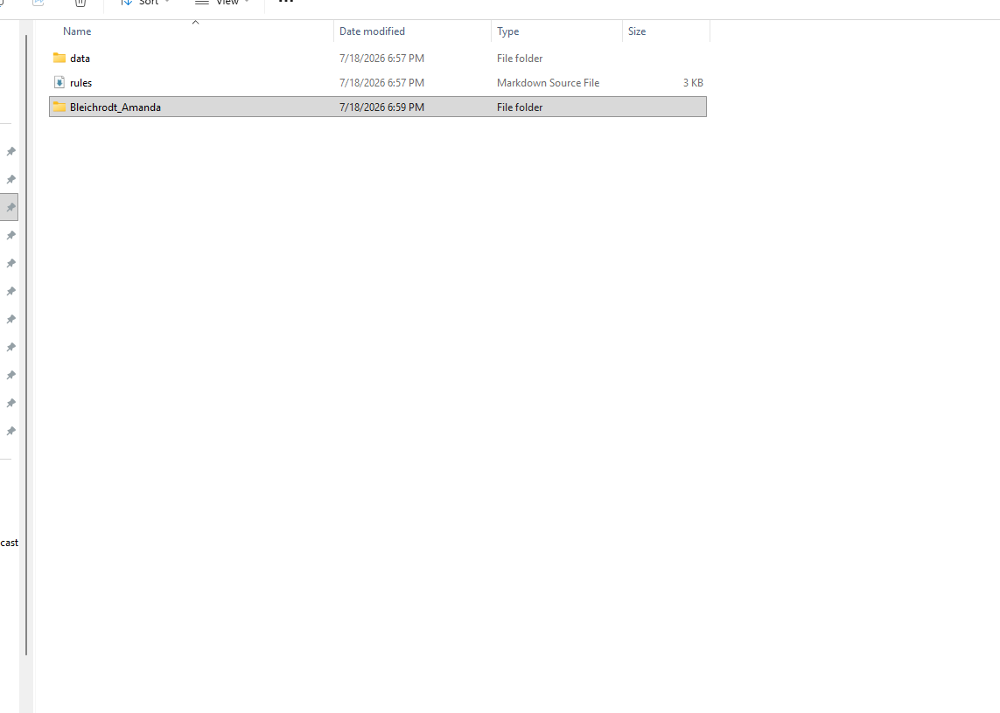 Sort View ...
Name Date modified Type Size
data 7/18/2026 6:57 PM File folder
rules 7/18/2026 6:57 PM Markdown Source File 3 KB
Bleichrodt_Amanda 7/18/2026 6:59 PM File folder
cast